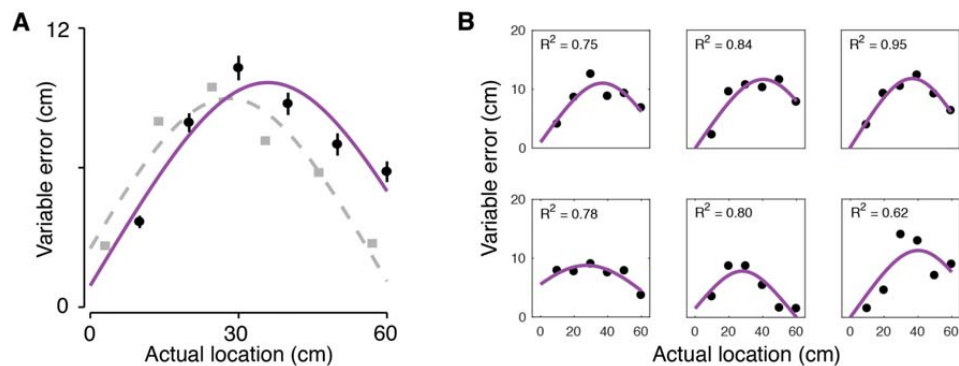 A
12
0
Variable error (cm)
0
30
60
Actual location (cm)
B
20
10
0
R² = 0.75
R² = 0.84
R² = 0.95
Variable error (cm)
20
10
0
R² = 0.78
R² = 0.80
R² = 0.62
0 20 40 60
0 20 40 60
0 20 40 60
Actual location (cm)